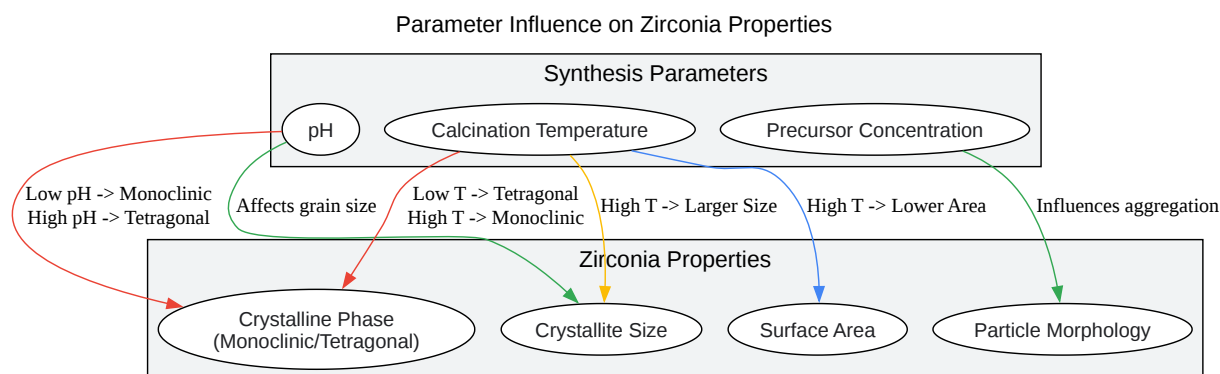 Parameter Influence on Zirconia Properties
Synthesis Parameters
pH
Calcination Temperature
Precursor Concentration
Low pH -> Monoclinic
High pH -> Tetragonal
Affects grain size
Low T -> Tetragonal
High T -> Monoclinic
High T -> Larger Size
High T -> Lower Area
Influences aggregation
Zirconia Properties
Crystalline Phase
(Monoclinic/Tetragonal)
Crystallite Size
Surface Area
Particle Morphology